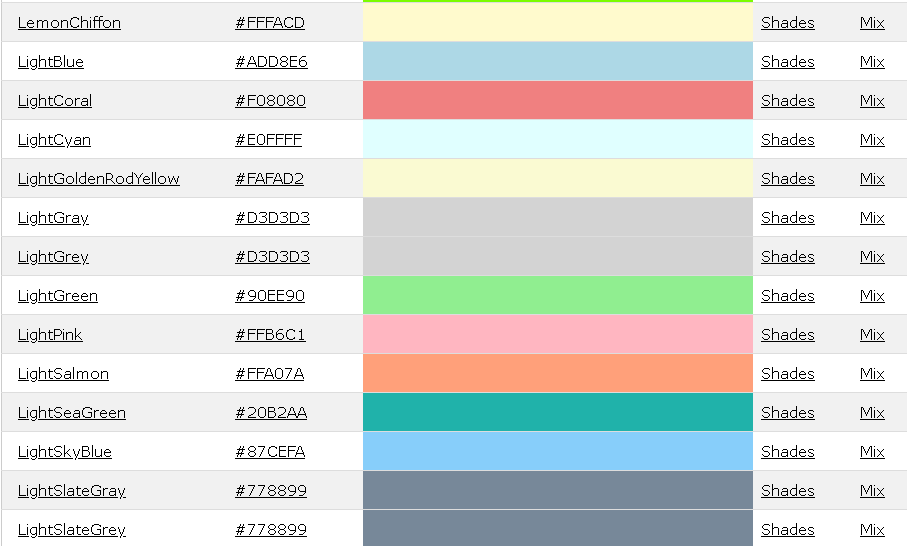 LemonChiffon #FFFACD Shades Mix
LightBlue #ADD8E6 Shades Mix
LightCoral #F08080 Shades Mix
LightCyan #E0FFFF Shades Mix
LightGoldenRodYellow #FAFAD2 Shades Mix
LightGray #D3D3D3 Shades Mix
LightGrey #D3D3D3 Shades Mix
LightGreen #90EE90 Shades Mix
LightPink #FFB6C1 Shades Mix
LightSalmon #FFA07A Shades Mix
LightSeaGreen #20B2AA Shades Mix
LightSkyBlue #87CEFA Shades Mix
LightSlateGray #778899 Shades Mix
LightSlateGrey #778899 Shades Mix